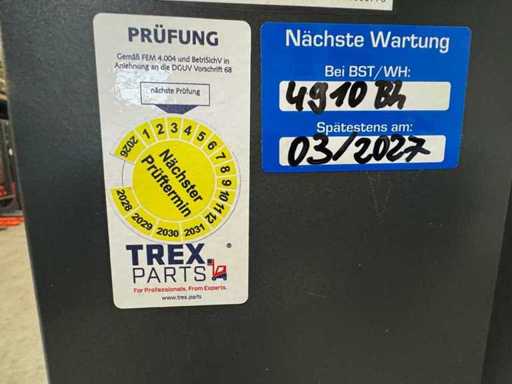 PRÜFUNG
Gemäß FEM 4.004 und BetrSichV in
Anlehnung an die DGUV Vorschrift 68
nächste Prüfung
2026 1 2 3 4 5 6 7 8 9 10 11 12
Nächster
Prüftermin
2028 2029 2030 2031
TREX®
PARTS
For Professionals. From Experts.
www.trex.parts
Nächste Wartung
Bei BST/WH:
4910 Bh
Spätestens am:
03/2027